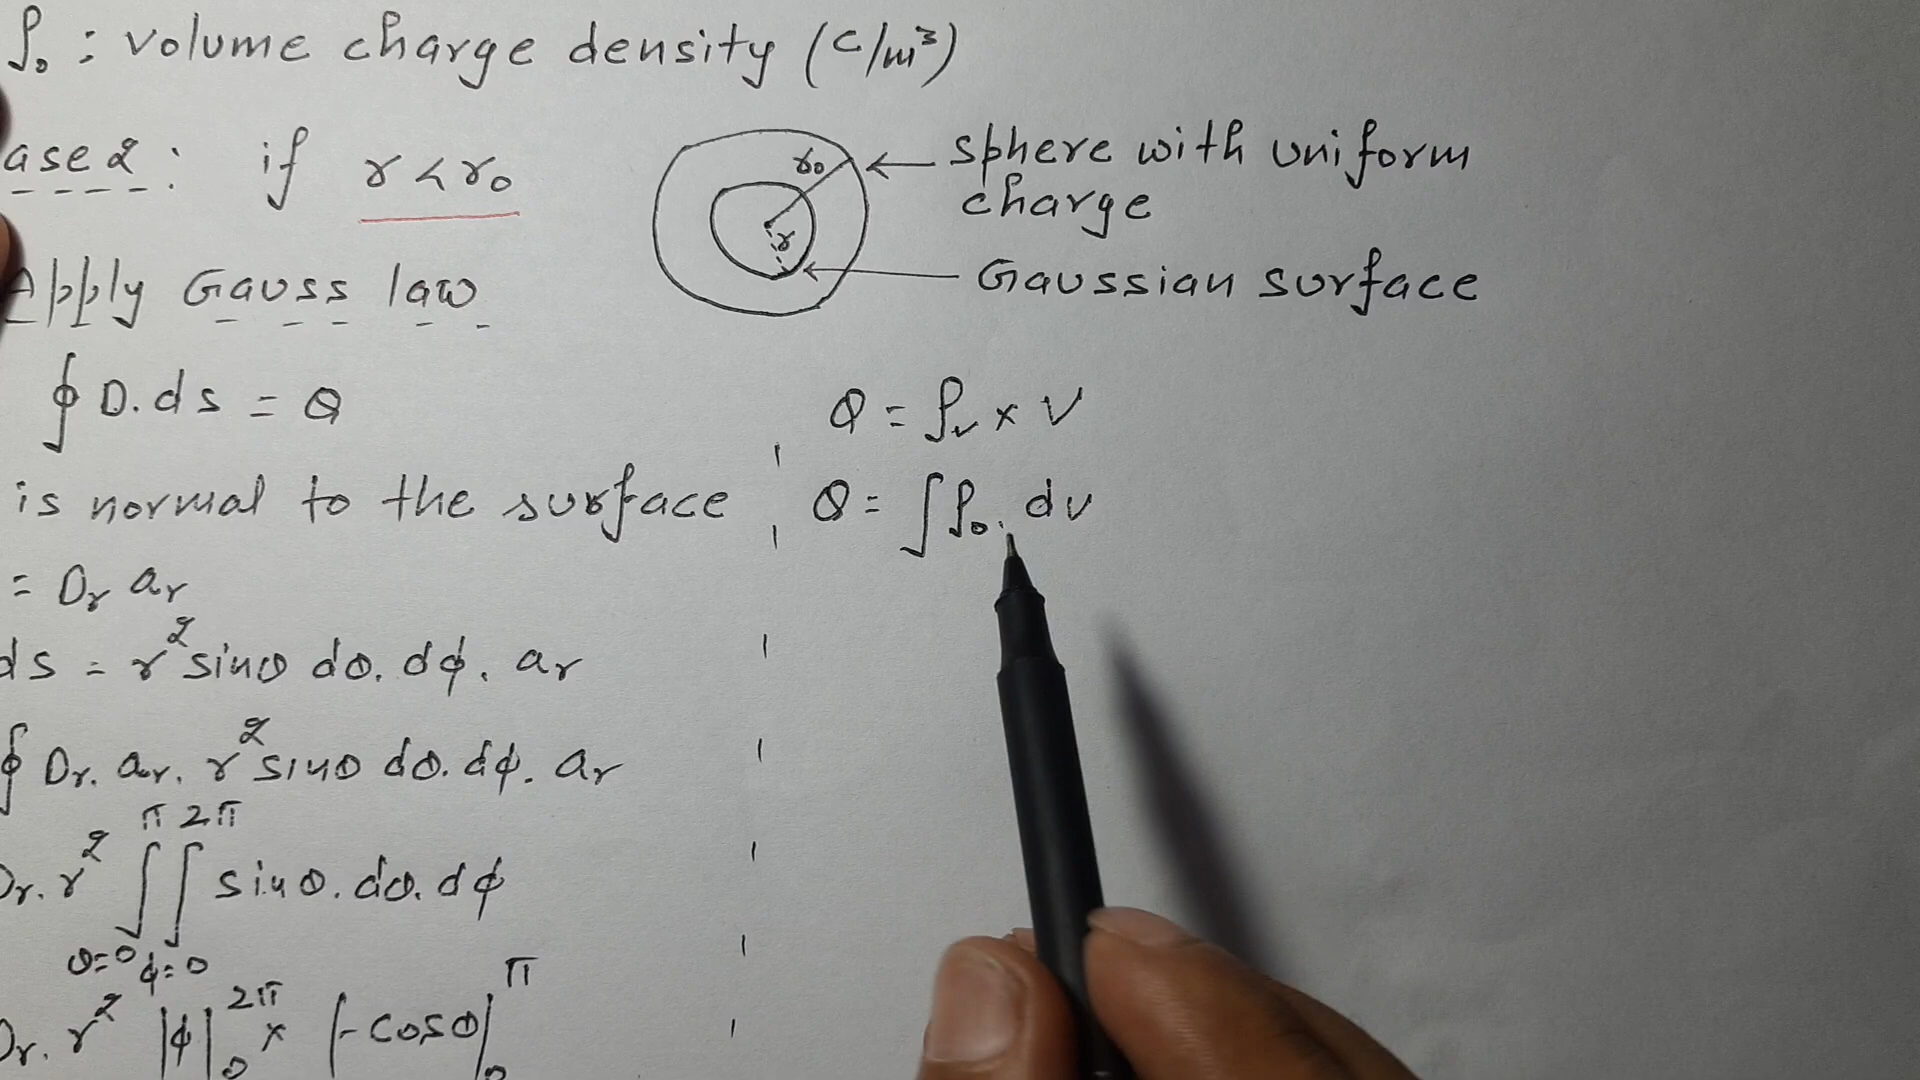 ρ₀ : volume charge density (c/m³)
ase 2 : if r < r₀
r₀
r
sphere with uniform
charge
Gaussian surface
Apply Gauss law
∮ D.ds = Q
is normal to the surface
= Dr ar
ds = r² sinθ dθ. dϕ. ar
∮ Dr. ar. r² sinθ dθ. dϕ. ar
Dr. r² ∫ ∫ sinθ. dθ. dϕ
π 2π
θ=0 ϕ=0
Dr. r² |ϕ|₀ 2π × |-cosθ|₀ π
Q = ρv × V
Q = ∫ρ₀. dv